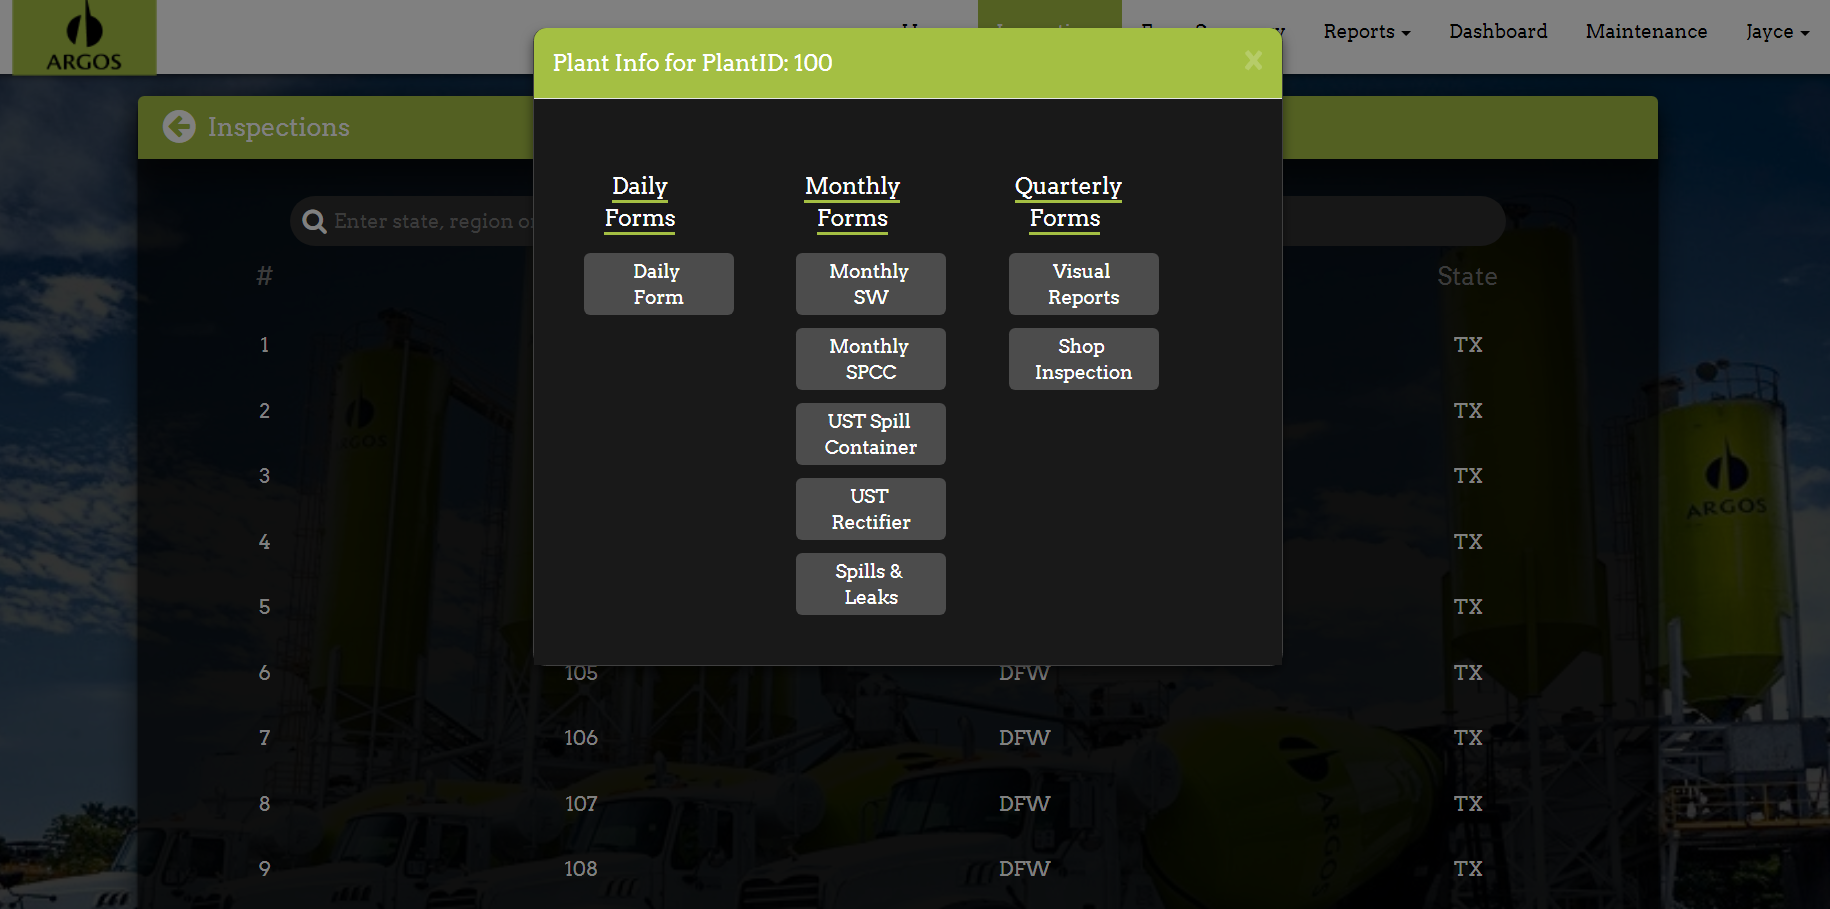 ARGOS
Reports
Dashboard
Maintenance
Jayce
Plant Info for PlantID: 100
×
Inspections
Enter state, region or
Daily
Forms
Daily
Form
Monthly
Forms
Monthly
SW
Monthly
SPCC
UST Spill
Container
UST
Rectifier
Spills &
Leaks
Quarterly
Forms
Visual
Reports
Shop
Inspection
# State
1 TX
2 TX
3 TX
4 TX
5 TX
6 105 DFW TX
7 106 DFW TX
8 107 DFW TX
9 108 DFW TX
ARGOS
ARGOS
ARGOS